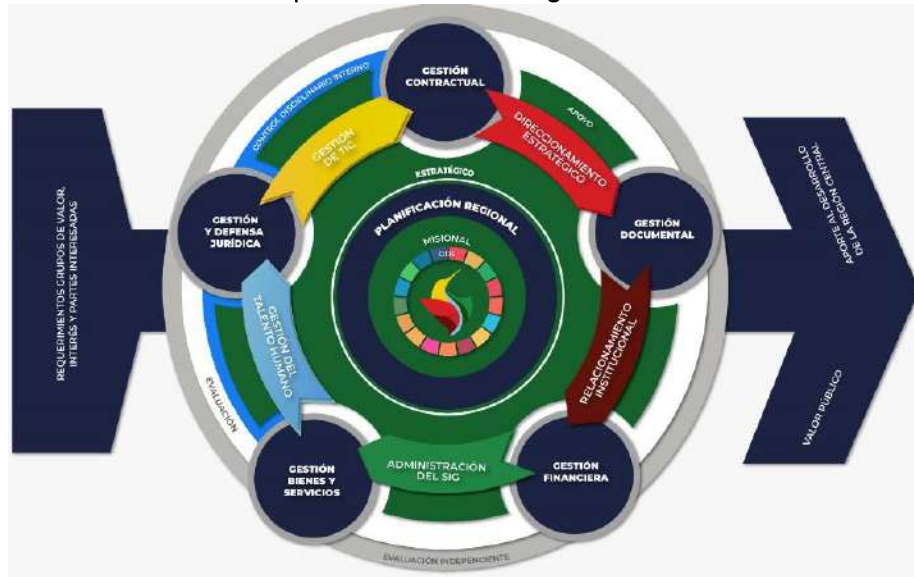 REQUERIMIENTOS GRUPOS DE VALOR,
INTERÉS Y PARTES INTERESADAS
CONTROL DISCIPLINARIO INTERNO
GESTIÓN
CONTRACTUAL
APOYO
GESTIÓN
DE TIC
DIRECCIONAMIENTO
ESTRATÉGICO
ESTRATÉGICO
PLANIFICACIÓN REGIONAL
MISIONAL
ODS
GESTIÓN
Y DEFENSA
JURÍDICA
GESTIÓN
DOCUMENTAL
GESTIÓN DEL
TALENTO HUMANO
RELACIONAMIENTO
INSTITUCIONAL
EVALUACIÓN
GESTIÓN
BIENES Y
SERVICIOS
ADMINISTRACIÓN
DEL SIG
GESTIÓN
FINANCIERA
EVALUACIÓN INDEPENDIENTE
APORTE AL DESARROLLO
DE LA REGIÓN CENTRAL
VALOR PÚBLICO